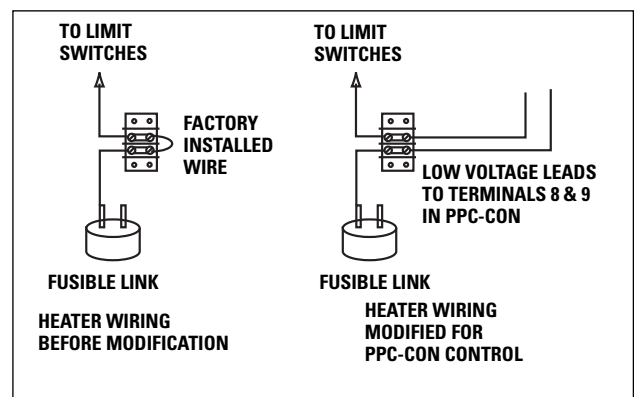 TO LIMIT
SWITCHES
FACTORY
INSTALLED
WIRE
FUSIBLE LINK
HEATER WIRING
BEFORE MODIFICATION
TO LIMIT
SWITCHES
LOW VOLTAGE LEADS
TO TERMINALS 8 & 9
IN PPC-CON
FUSIBLE LINK
HEATER WIRING
MODIFIED FOR
PPC-CON CONTROL